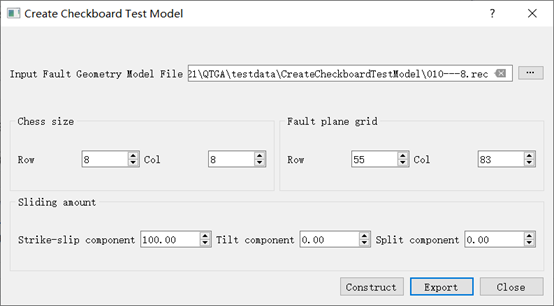 Create Checkboard Test Model
Input Fault Geometry Model File 21\QTGA\testdata\CreateCheckboardTestModel\010---8.rec ...
Chess size
Row 8 Col 8
Fault plane grid
Row 55 Col 83
Sliding amount
Strike-slip component 100.00 Tilt component 0.00 Split component 0.00
Construct Export Close